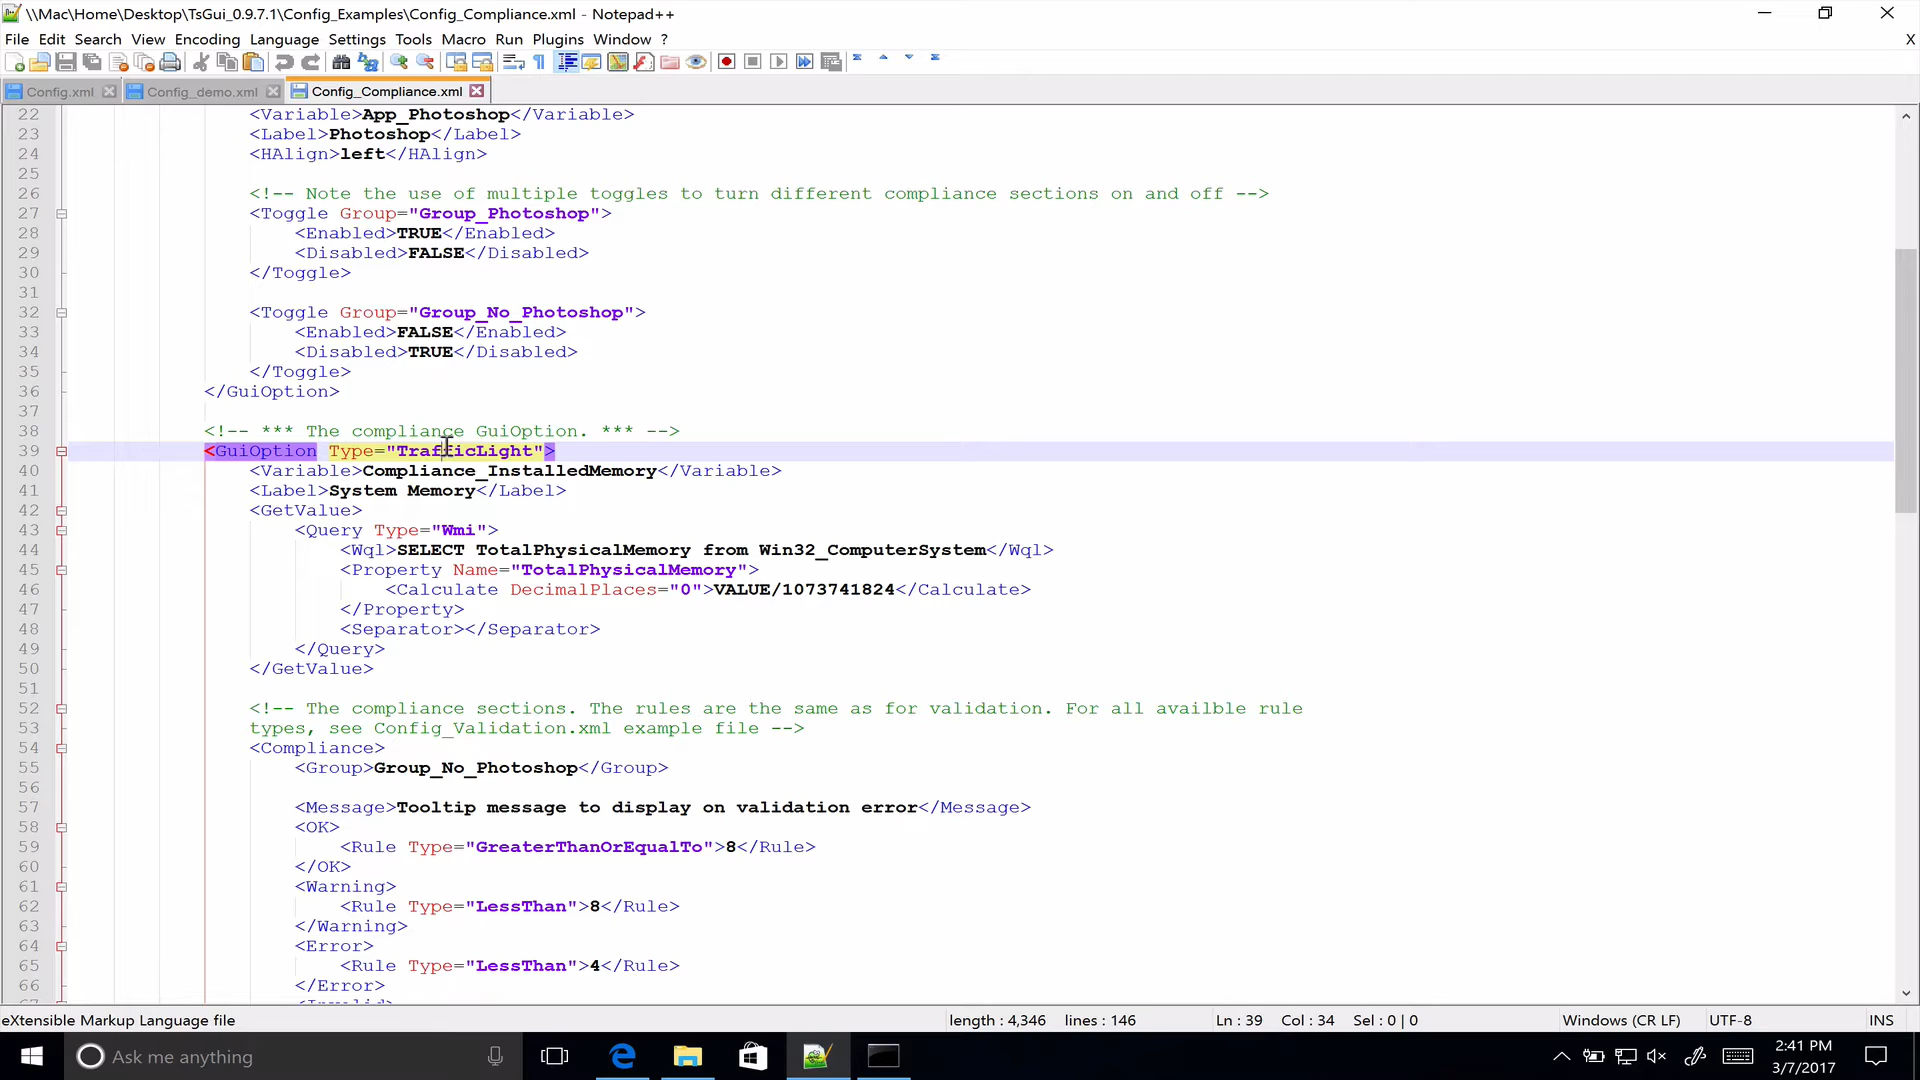 \\Mac\Home\Desktop\TsGui_0.9.7.1\Config_Examples\Config_Compliance.xml - Notepad++
File Edit Search View Encoding Language Settings Tools Macro Run Plugins Window ? X
Config.xml Config_demo.xml Config_Compliance.xml
22 <Variable>App_Photoshop</Variable>
23 <Label>Photoshop</Label>
24 <HAlign>left</HAlign>
25
26 <!-- Note the use of multiple toggles to turn different compliance sections on and off -->
27 <Toggle Group="Group_Photoshop">
28 <Enabled>TRUE</Enabled>
29 <Disabled>FALSE</Disabled>
30 </Toggle>
31
32 <Toggle Group="Group_No_Photoshop">
33 <Enabled>FALSE</Enabled>
34 <Disabled>TRUE</Disabled>
35 </Toggle>
36 </GuiOption>
37
38 <!-- *** The compliance GuiOption. *** -->
39 <GuiOption Type="TrafficLight">
40 <Variable>Compliance_InstalledMemory</Variable>
41 <Label>System Memory</Label>
42 <GetValue>
43 <Query Type="Wmi">
44 <Wql>SELECT TotalPhysicalMemory from Win32_ComputerSystem</Wql>
45 <Property Name="TotalPhysicalMemory">
46 <Calculate DecimalPlaces="0">VALUE/1073741824</Calculate>
47 </Property>
48 <Separator></Separator>
49 </Query>
50 </GetValue>
51
52 <!-- The compliance sections. The rules are the same as for validation. For all availble rule
53 types, see Config_Validation.xml example file -->
54 <Compliance>
55 <Group>Group_No_Photoshop</Group>
56
57 <Message>Tooltip message to display on validation error</Message>
58 <OK>
59 <Rule Type="GreaterThanOrEqualTo">8</Rule>
60 </OK>
61 <Warning>
62 <Rule Type="LessThan">8</Rule>
63 </Warning>
64 <Error>
65 <Rule Type="LessThan">4</Rule>
66 </Error>
67 <Invalid>
eXtensible Markup Language file length : 4,346 lines : 146 Ln : 39 Col : 34 Sel : 0 | 0 Windows (CR LF) UTF-8 INS
Ask me anything 2:41 PM
3/7/2017